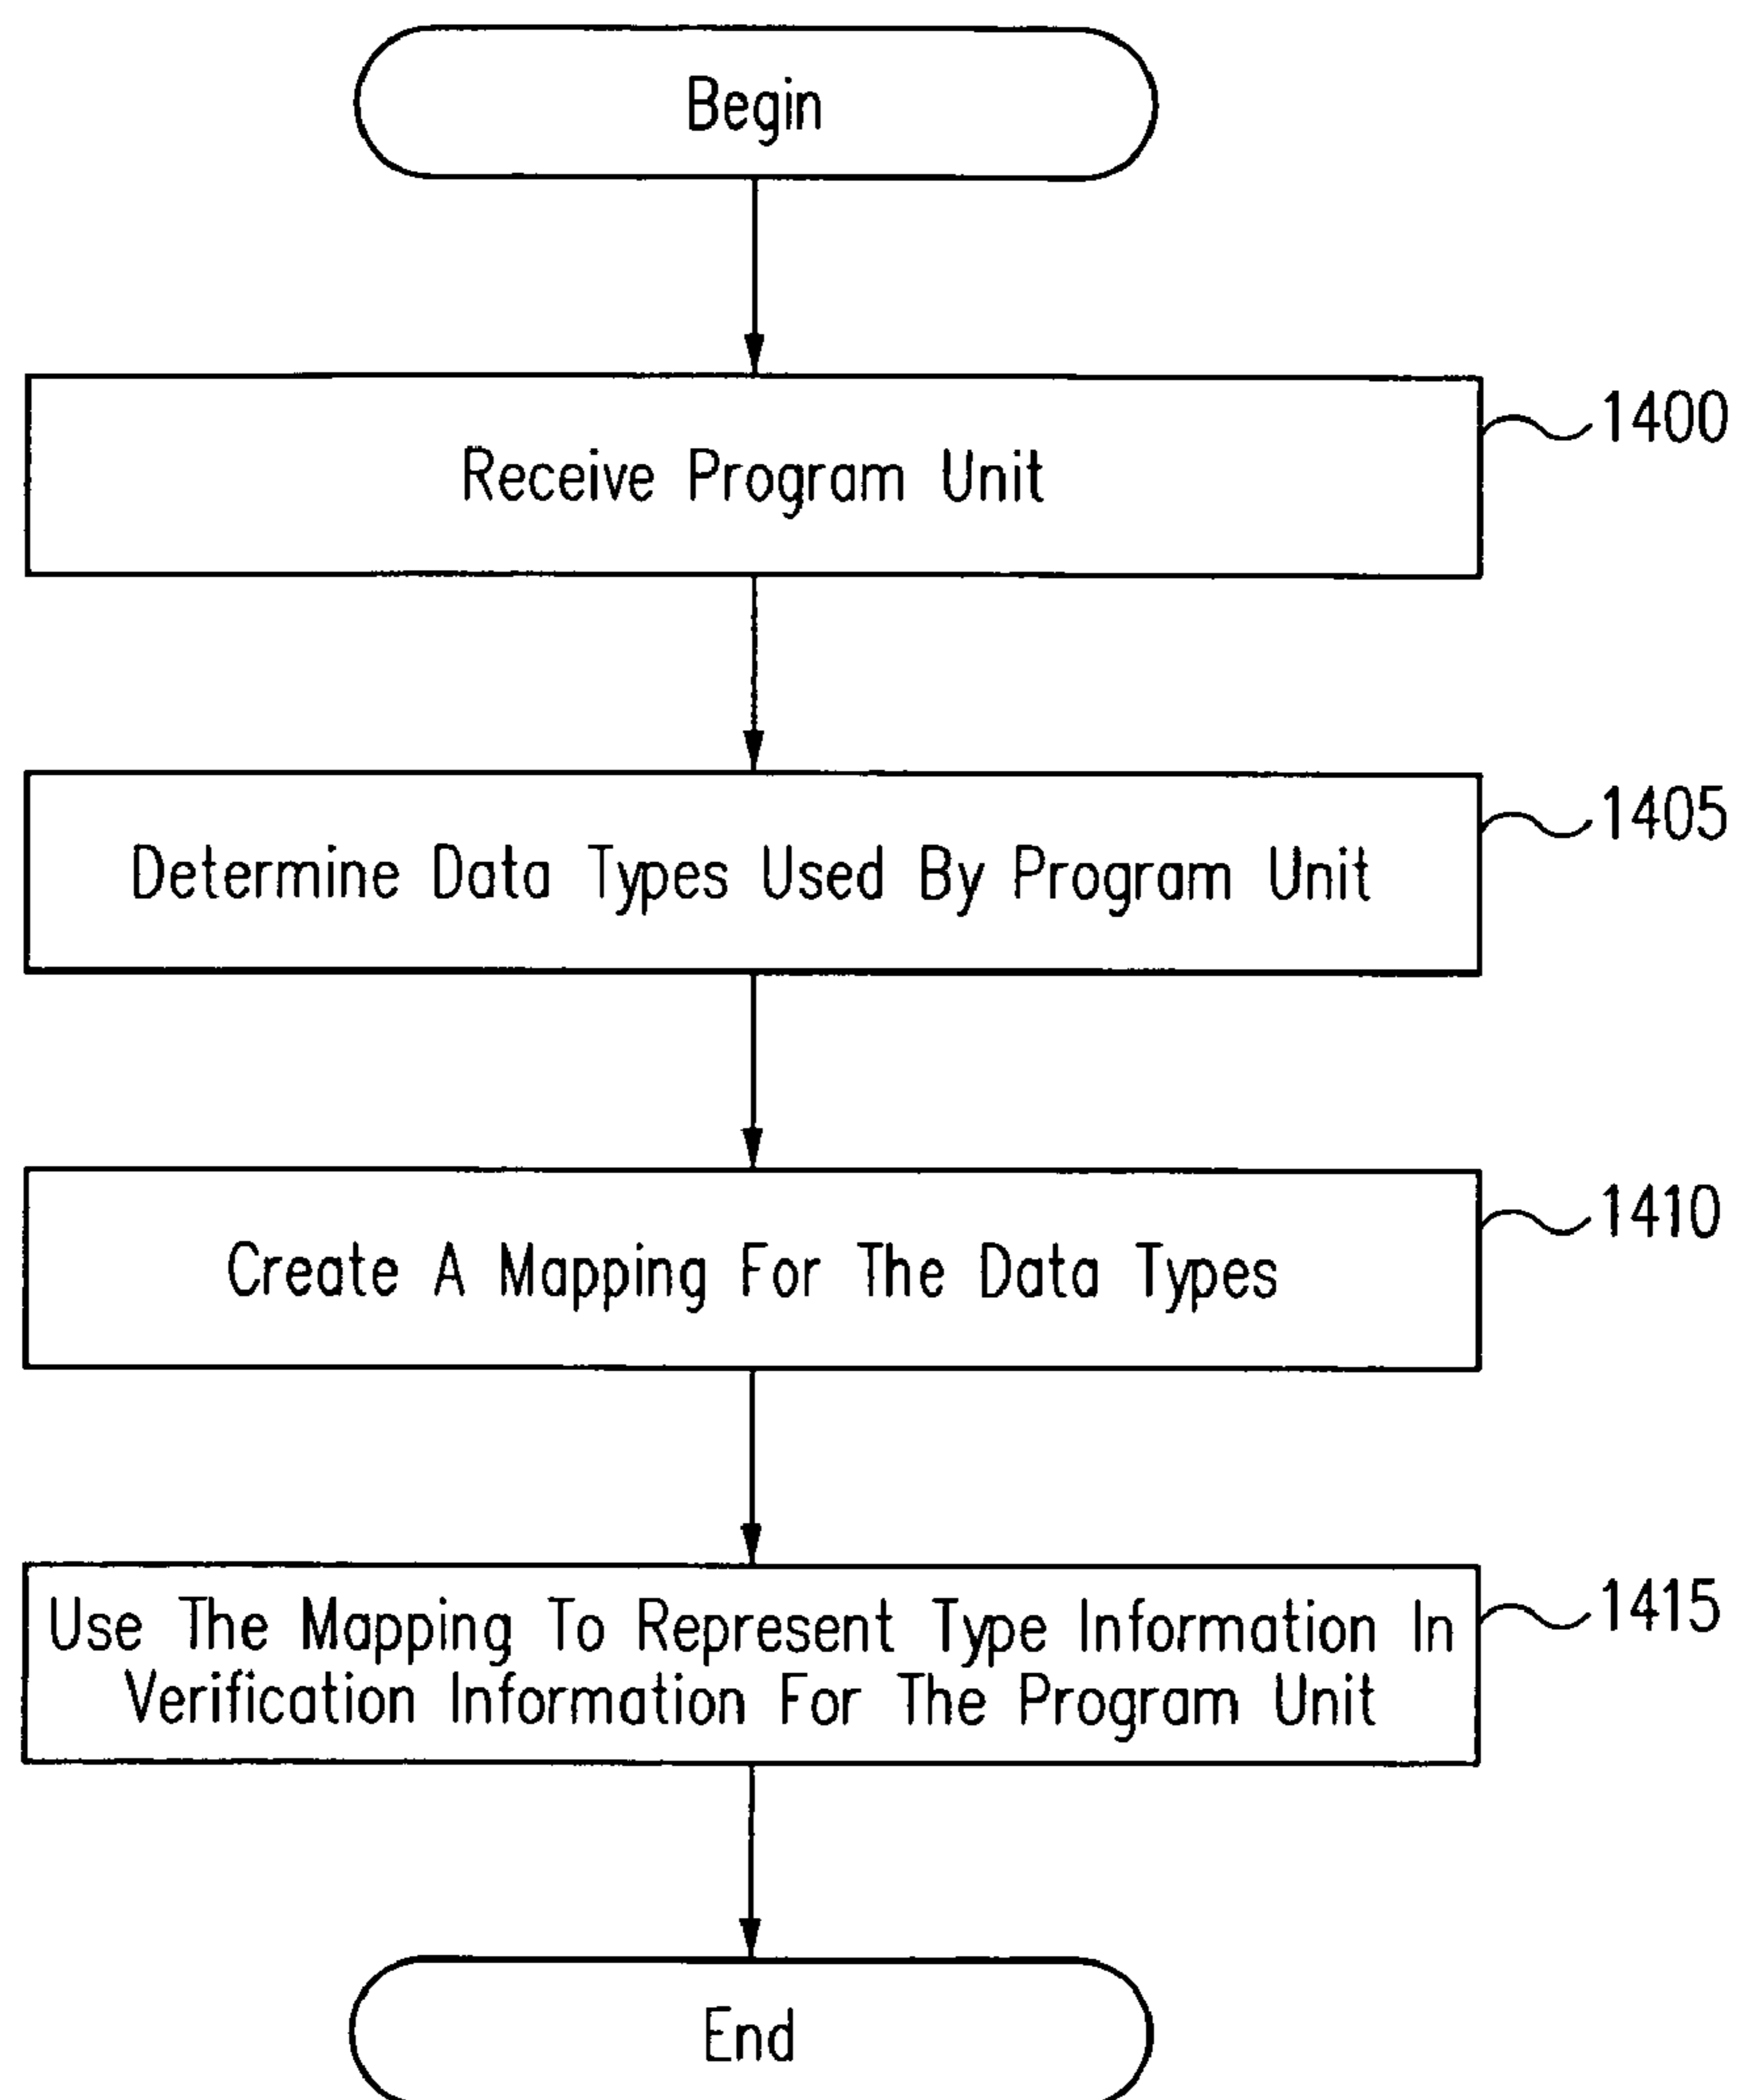 Begin
Receive Program Unit
1400
Determine Data Types Used By Program Unit
1405
Create A Mapping For The Data Types
1410
Use The Mapping To Represent Type Information In
Verification Information For The Program Unit
1415
End